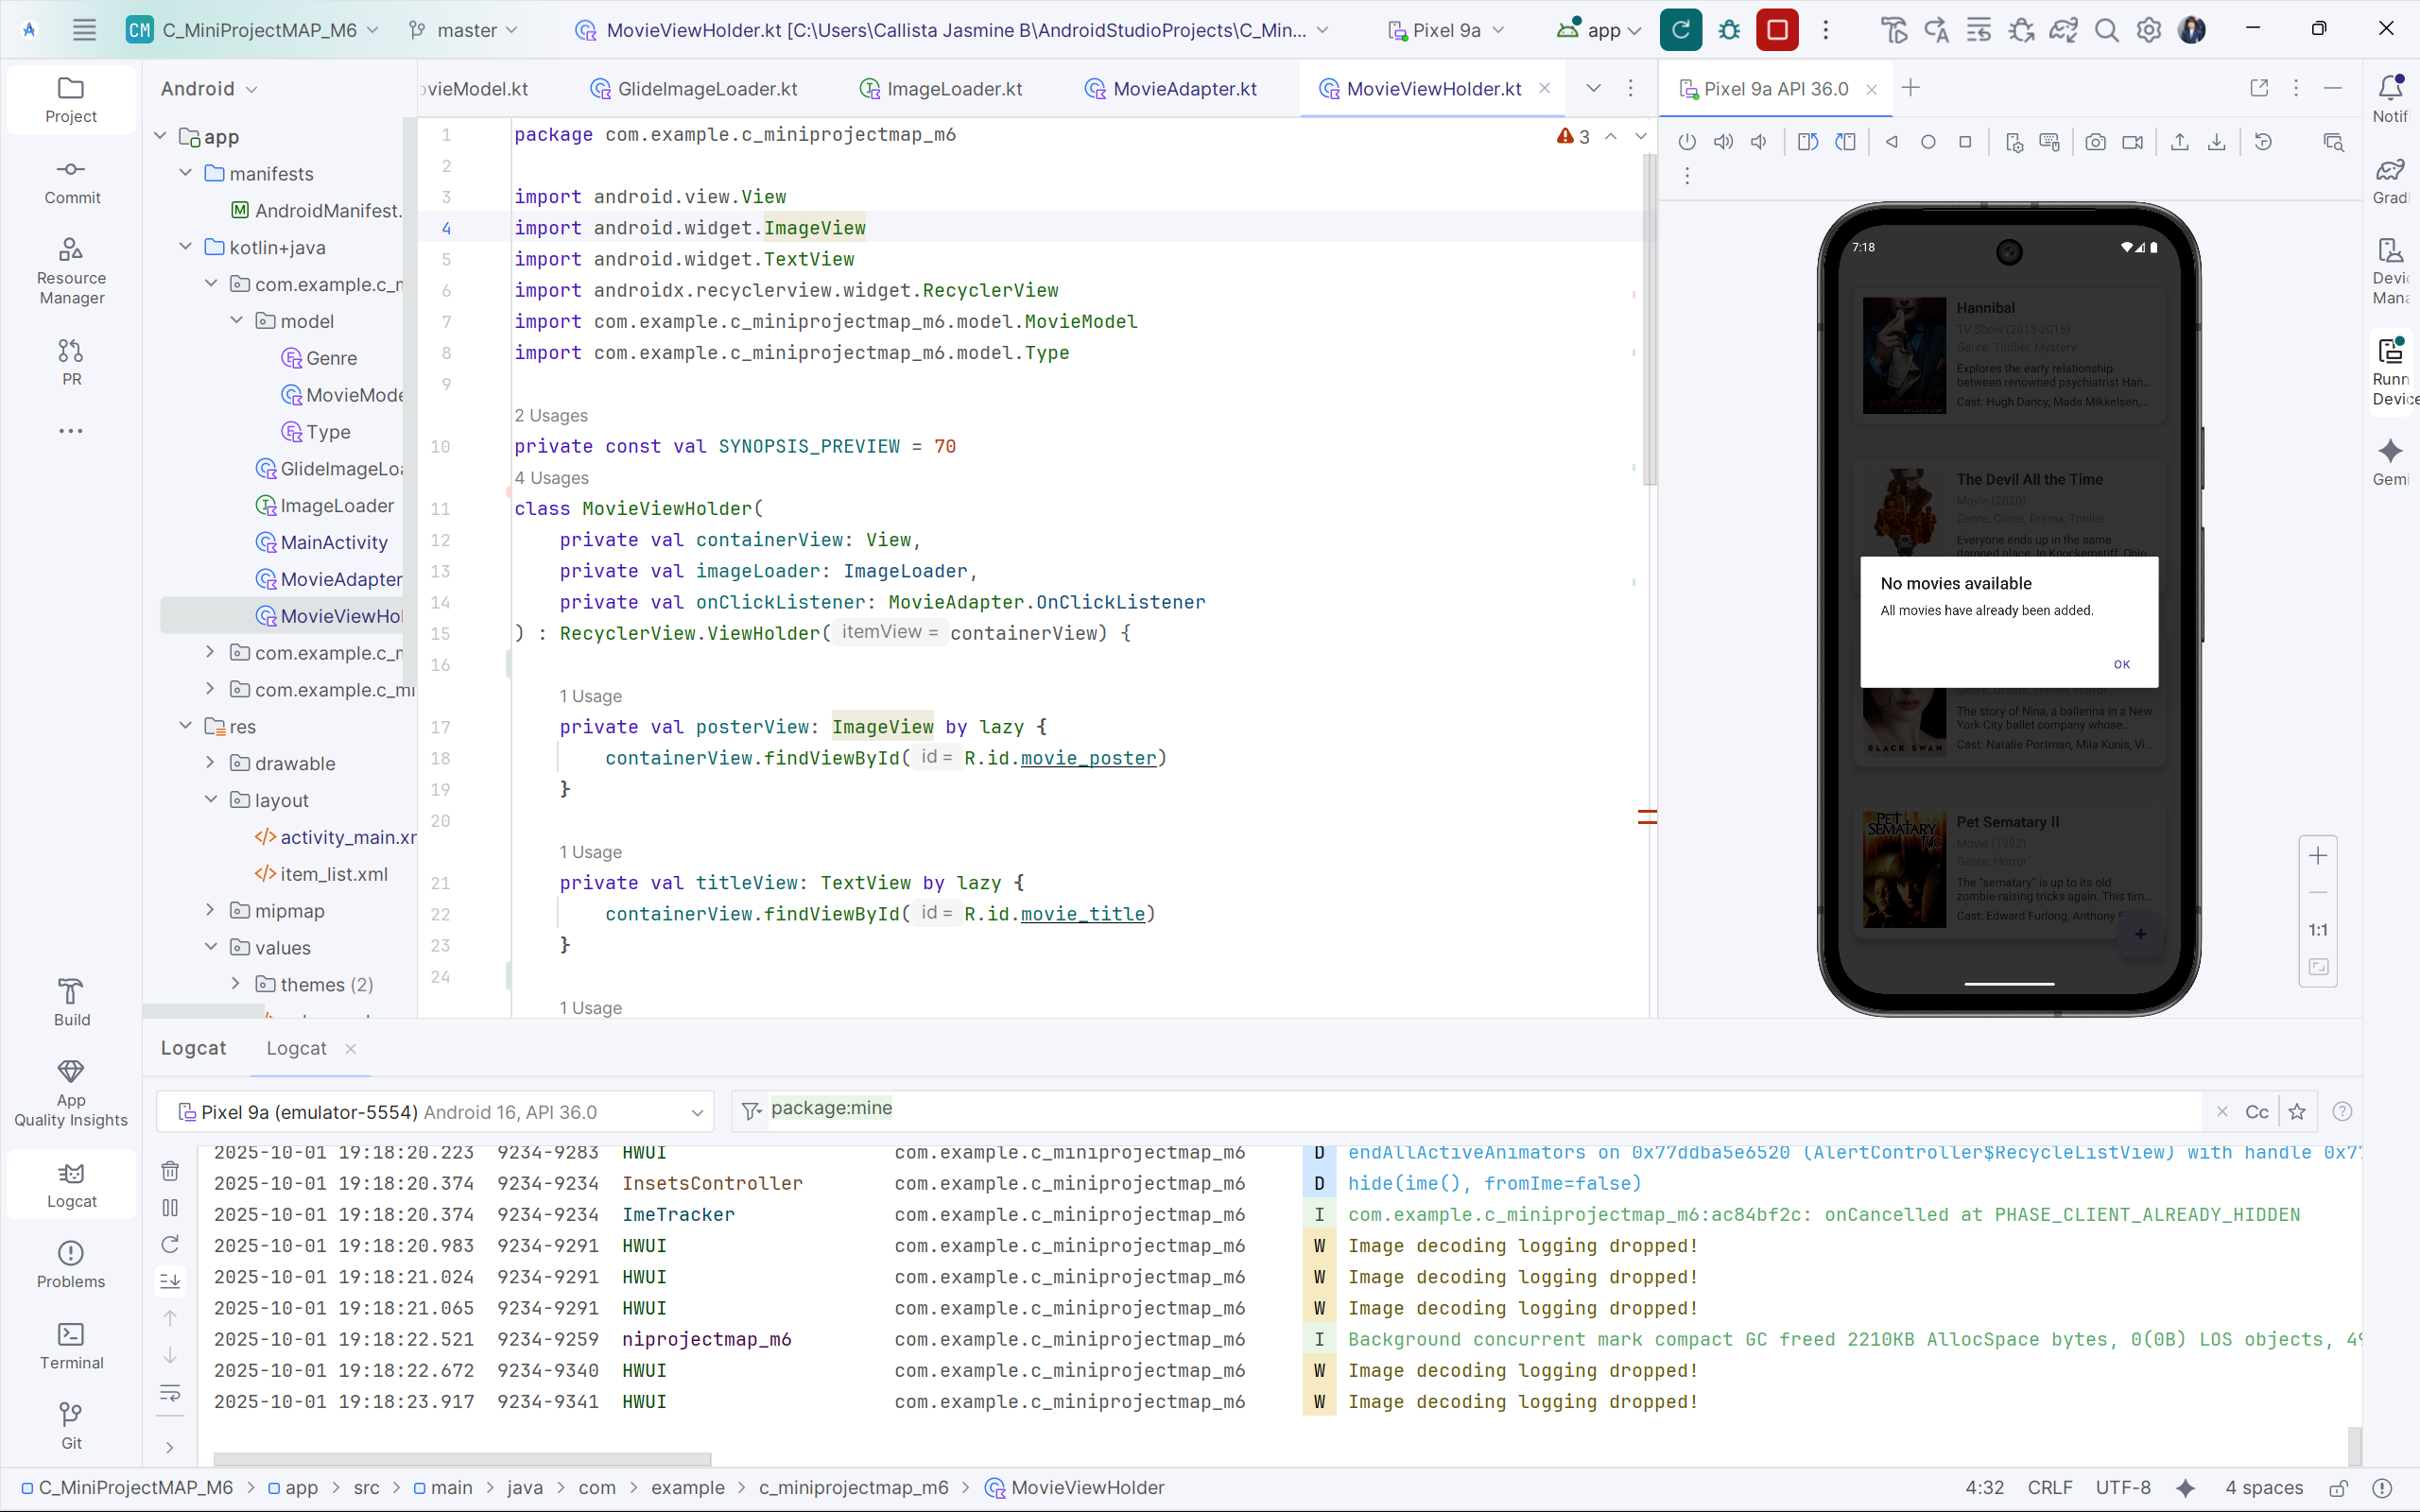 CM C_MiniProjectMAP_M6 master MovieViewHolder.kt [C:\Users\Callista Jasmine B\AndroidStudioProjects\C_Min... Pixel 9a app
Project
Commit
Resource
Manager
PR
Build
App
Quality Insights
Logcat
Problems
Terminal
Git
Android
app
manifests
AndroidManifest.
kotlin+java
com.example.c_m
model
Genre
MovieMode
Type
GlideImageLoa
ImageLoader
MainActivity
MovieAdapter
MovieViewHol
com.example.c_m
com.example.c_mi
res
drawable
layout
activity_main.xm
item_list.xml
mipmap
values
themes (2)
ovieModel.kt GlideImageLoader.kt ImageLoader.kt MovieAdapter.kt MovieViewHolder.kt
3
1 package com.example.c_miniprojectmap_m6
2
3 import android.view.View
4 import android.widget.ImageView
5 import android.widget.TextView
6 import androidx.recyclerview.widget.RecyclerView
7 import com.example.c_miniprojectmap_m6.model.MovieModel
8 import com.example.c_miniprojectmap_m6.model.Type
9
2 Usages
10 private const val SYNOPSIS_PREVIEW = 70
4 Usages
11 class MovieViewHolder(
12 private val containerView: View,
13 private val imageLoader: ImageLoader,
14 private val onClickListener: MovieAdapter.OnClickListener
15 ) : RecyclerView.ViewHolder( itemView = containerView) {
16
1 Usage
17 private val posterView: ImageView by lazy {
18 containerView.findViewById( id = R.id.movie_poster)
19 }
20
1 Usage
21 private val titleView: TextView by lazy {
22 containerView.findViewById( id = R.id.movie_title)
23 }
24
1 Usage
Pixel 9a API 36.0
7:18
Hannibal
TV Show (2013-2015)
Genre: Thriller, Mystery
Explores the early relationship
between renowned psychiatrist Han...
Cast: Hugh Dancy, Mads Mikkelsen,...
The Devil All the Time
Movie (2020)
Genre: Crime, Drama, Thriller
Everyone ends up in the same
damned place. In Knockemstiff, Ohio
No movies available
All movies have already been added.
OK
Genre: Drama, Thriller, Horror
The story of Nina, a ballerina in a New
York City ballet company whose...
Cast: Natalie Portman, Mila Kunis, Vi...
BLACK SWAN
PET SEMATARY TWO
Pet Sematary II
Movie (1992)
Genre: Horror
The "sematary" is up to its old
zombie-raising tricks again. This tim...
Cast: Edward Furlong, Anthony
+
1:1
Notifi
Gradl
Devic
Mana
Runn
Device
Gemi
Logcat Logcat
Pixel 9a (emulator-5554) Android 16, API 36.0 package:mine Cc
2025-10-01 19:18:20.223 9234-9283 HWUI com.example.c_miniprojectmap_m6 D endAllActiveAnimators on 0x77ddba5e6520 (AlertController$RecycleListView) with handle 0x77
2025-10-01 19:18:20.374 9234-9234 InsetsController com.example.c_miniprojectmap_m6 D hide(ime(), fromIme=false)
2025-10-01 19:18:20.374 9234-9234 ImeTracker com.example.c_miniprojectmap_m6 I com.example.c_miniprojectmap_m6:ac84bf2c: onCancelled at PHASE_CLIENT_ALREADY_HIDDEN
2025-10-01 19:18:20.983 9234-9291 HWUI com.example.c_miniprojectmap_m6 W Image decoding logging dropped!
2025-10-01 19:18:21.024 9234-9291 HWUI com.example.c_miniprojectmap_m6 W Image decoding logging dropped!
2025-10-01 19:18:21.065 9234-9291 HWUI com.example.c_miniprojectmap_m6 W Image decoding logging dropped!
2025-10-01 19:18:22.521 9234-9259 niprojectmap_m6 com.example.c_miniprojectmap_m6 I Background concurrent mark compact GC freed 2210KB AllocSpace bytes, 0(0B) LOS objects, 49
2025-10-01 19:18:22.672 9234-9340 HWUI com.example.c_miniprojectmap_m6 W Image decoding logging dropped!
2025-10-01 19:18:23.917 9234-9341 HWUI com.example.c_miniprojectmap_m6 W Image decoding logging dropped!
C_MiniProjectMAP_M6 > app > src > main > java > com > example > c_miniprojectmap_m6 > MovieViewHolder 4:32 CRLF UTF-8 4 spaces